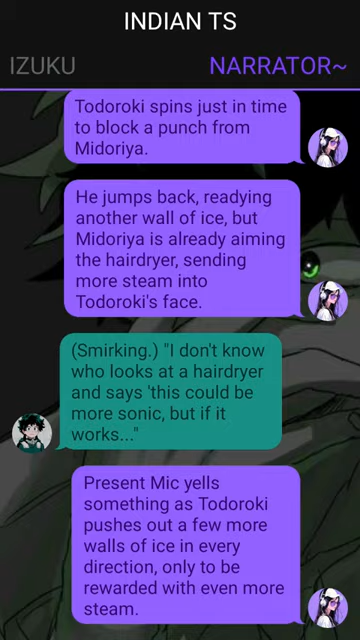 INDIAN TS
IZUKU
NARRATOR~
Todoroki spins just in time
to block a punch from
Midoriya.
He jumps back, readying
another wall of ice, but
Midoriya is already aiming
the hairdryer, sending
more steam into
Todoroki's face.
(Smirking.) "I don't know
who looks at a hairdryer
and says 'this could be
more sonic, but if it
works..."
Present Mic yells
something as Todoroki
pushes out a few more
walls of ice in every
direction, only to be
rewarded with even more
steam.